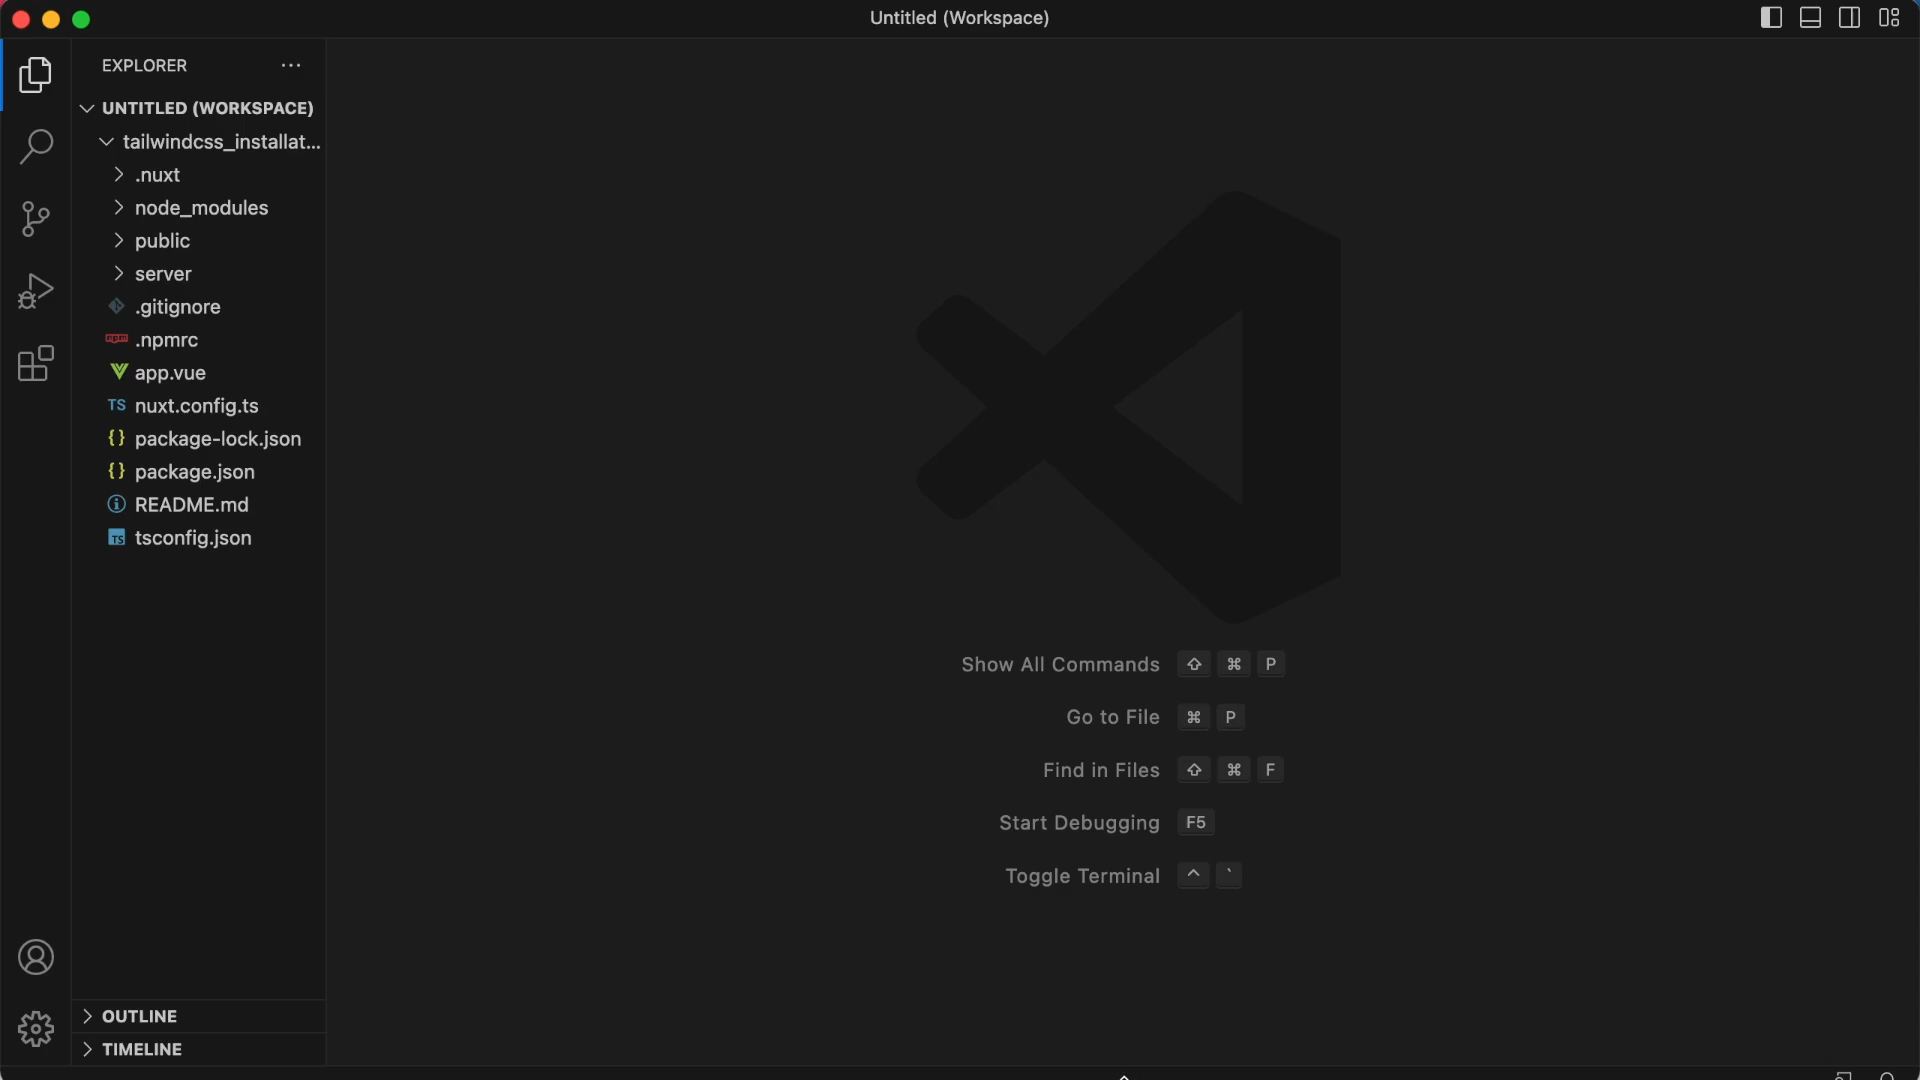 Untitled (Workspace)
EXPLORER
UNTITLED (WORKSPACE)
tailwindcss_installat...
.nuxt
node_modules
public
server
.gitignore
.npmrc
app.vue
TS nuxt.config.ts
{} package-lock.json
{} package.json
README.md
TS tsconfig.json
Show All Commands ⇧ ⌘ P
Go to File ⌘ P
Find in Files ⇧ ⌘ F
Start Debugging F5
Toggle Terminal ^ `
OUTLINE
TIMELINE